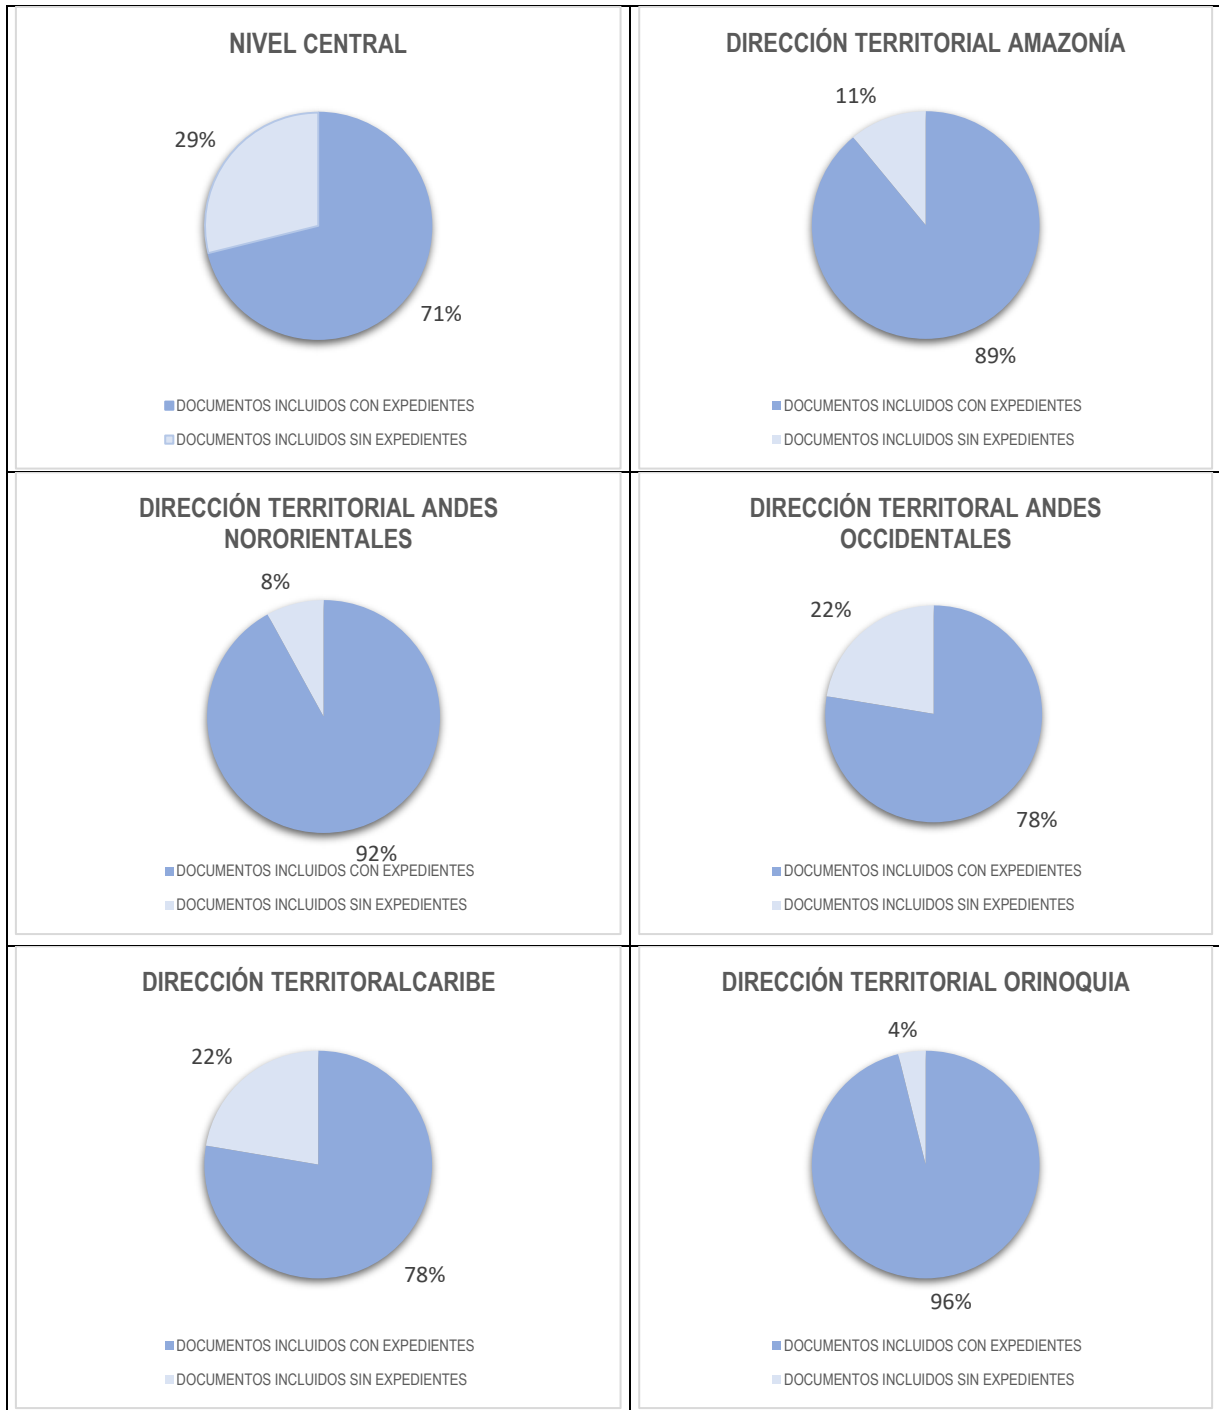 NIVEL CENTRAL
29%
71%
DOCUMENTOS INCLUIDOS CON EXPEDIENTES
DOCUMENTOS INCLUIDOS SIN EXPEDIENTES
DIRECCIÓN TERRITORIAL AMAZONÍA
11%
89%
DOCUMENTOS INCLUIDOS CON EXPEDIENTES
DOCUMENTOS INCLUIDOS SIN EXPEDIENTES
DIRECCIÓN TERRITORIAL ANDES
NORORIENTALES
8%
92%
DOCUMENTOS INCLUIDOS CON EXPEDIENTES
DOCUMENTOS INCLUIDOS SIN EXPEDIENTES
DIRECCIÓN TERRITORAL ANDES
OCCIDENTALES
22%
78%
DOCUMENTOS INCLUIDOS CON EXPEDIENTES
DOCUMENTOS INCLUIDOS SIN EXPEDIENTES
DIRECCIÓN TERRITORALCARIBE
22%
78%
DOCUMENTOS INCLUIDOS CON EXPEDIENTES
DOCUMENTOS INCLUIDOS SIN EXPEDIENTES
DIRECCIÓN TERRITORIAL ORINOQUIA
4%
96%
DOCUMENTOS INCLUIDOS CON EXPEDIENTES
DOCUMENTOS INCLUIDOS SIN EXPEDIENTES